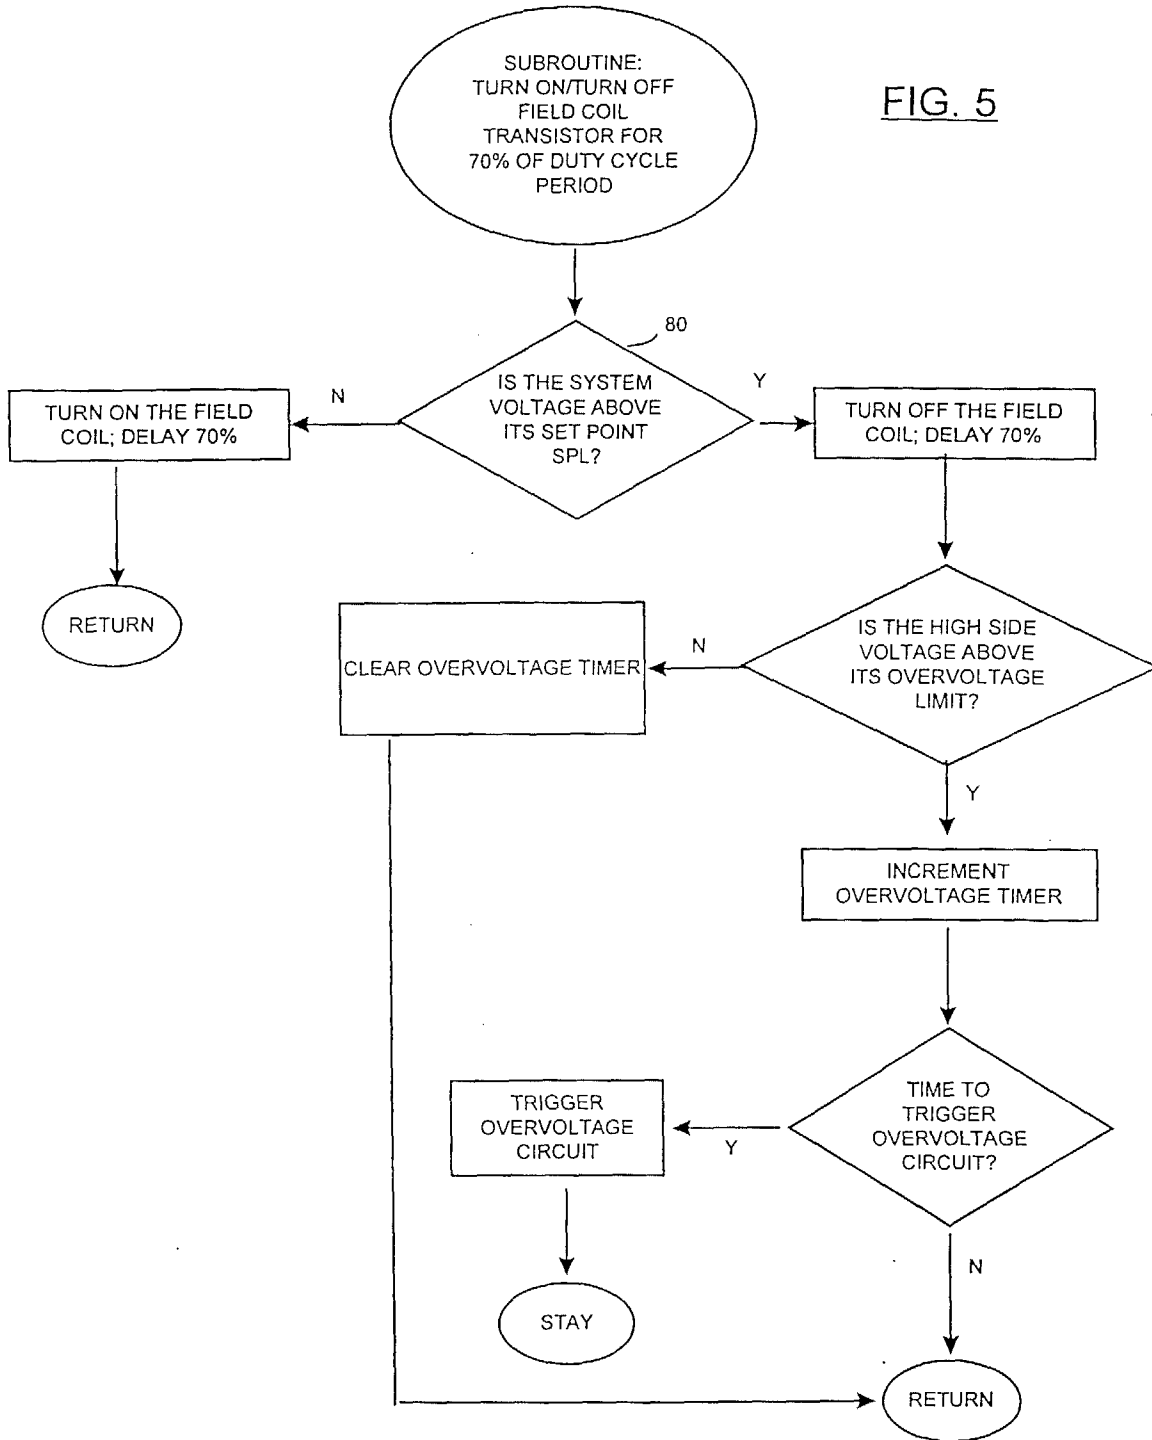 SUBROUTINE:
TURN ON/TURN OFF
FIELD COIL
TRANSISTOR FOR
70% OF DUTY CYCLE
PERIOD
FIG. 5
80
IS THE SYSTEM
VOLTAGE ABOVE
ITS SET POINT
SPL?
N
Y
TURN ON THE FIELD
COIL; DELAY 70%
TURN OFF THE FIELD
COIL; DELAY 70%
RETURN
IS THE HIGH SIDE
VOLTAGE ABOVE
ITS OVERVOLTAGE
LIMIT?
N
CLEAR OVERVOLTAGE TIMER
Y
INCREMENT
OVERVOLTAGE TIMER
TIME TO
TRIGGER
OVERVOLTAGE
CIRCUIT?
Y
TRIGGER
OVERVOLTAGE
CIRCUIT
N
STAY
RETURN